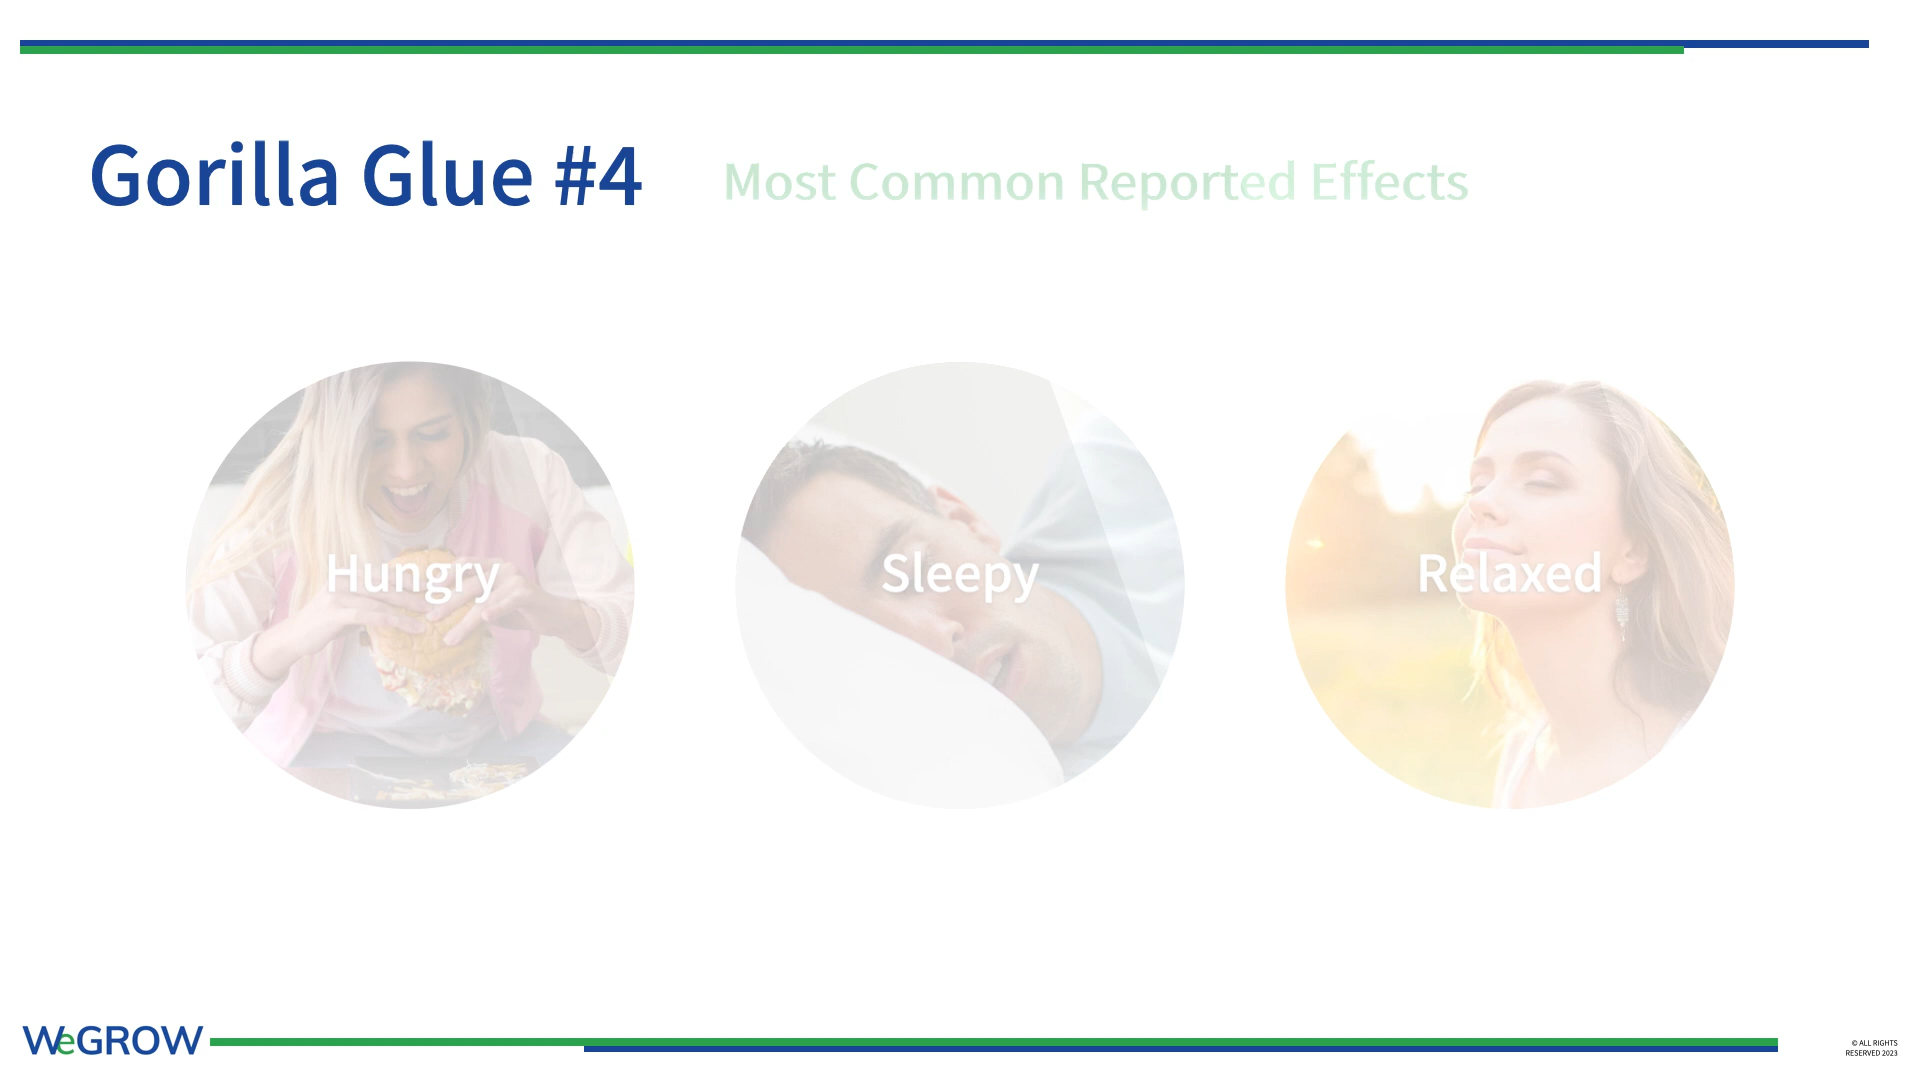 Gorilla Glue #4
Most Common Reported Effects
Hungry
Sleepy
Relaxed
WeGROW
© ALL RIGHTS
RESERVED 2023